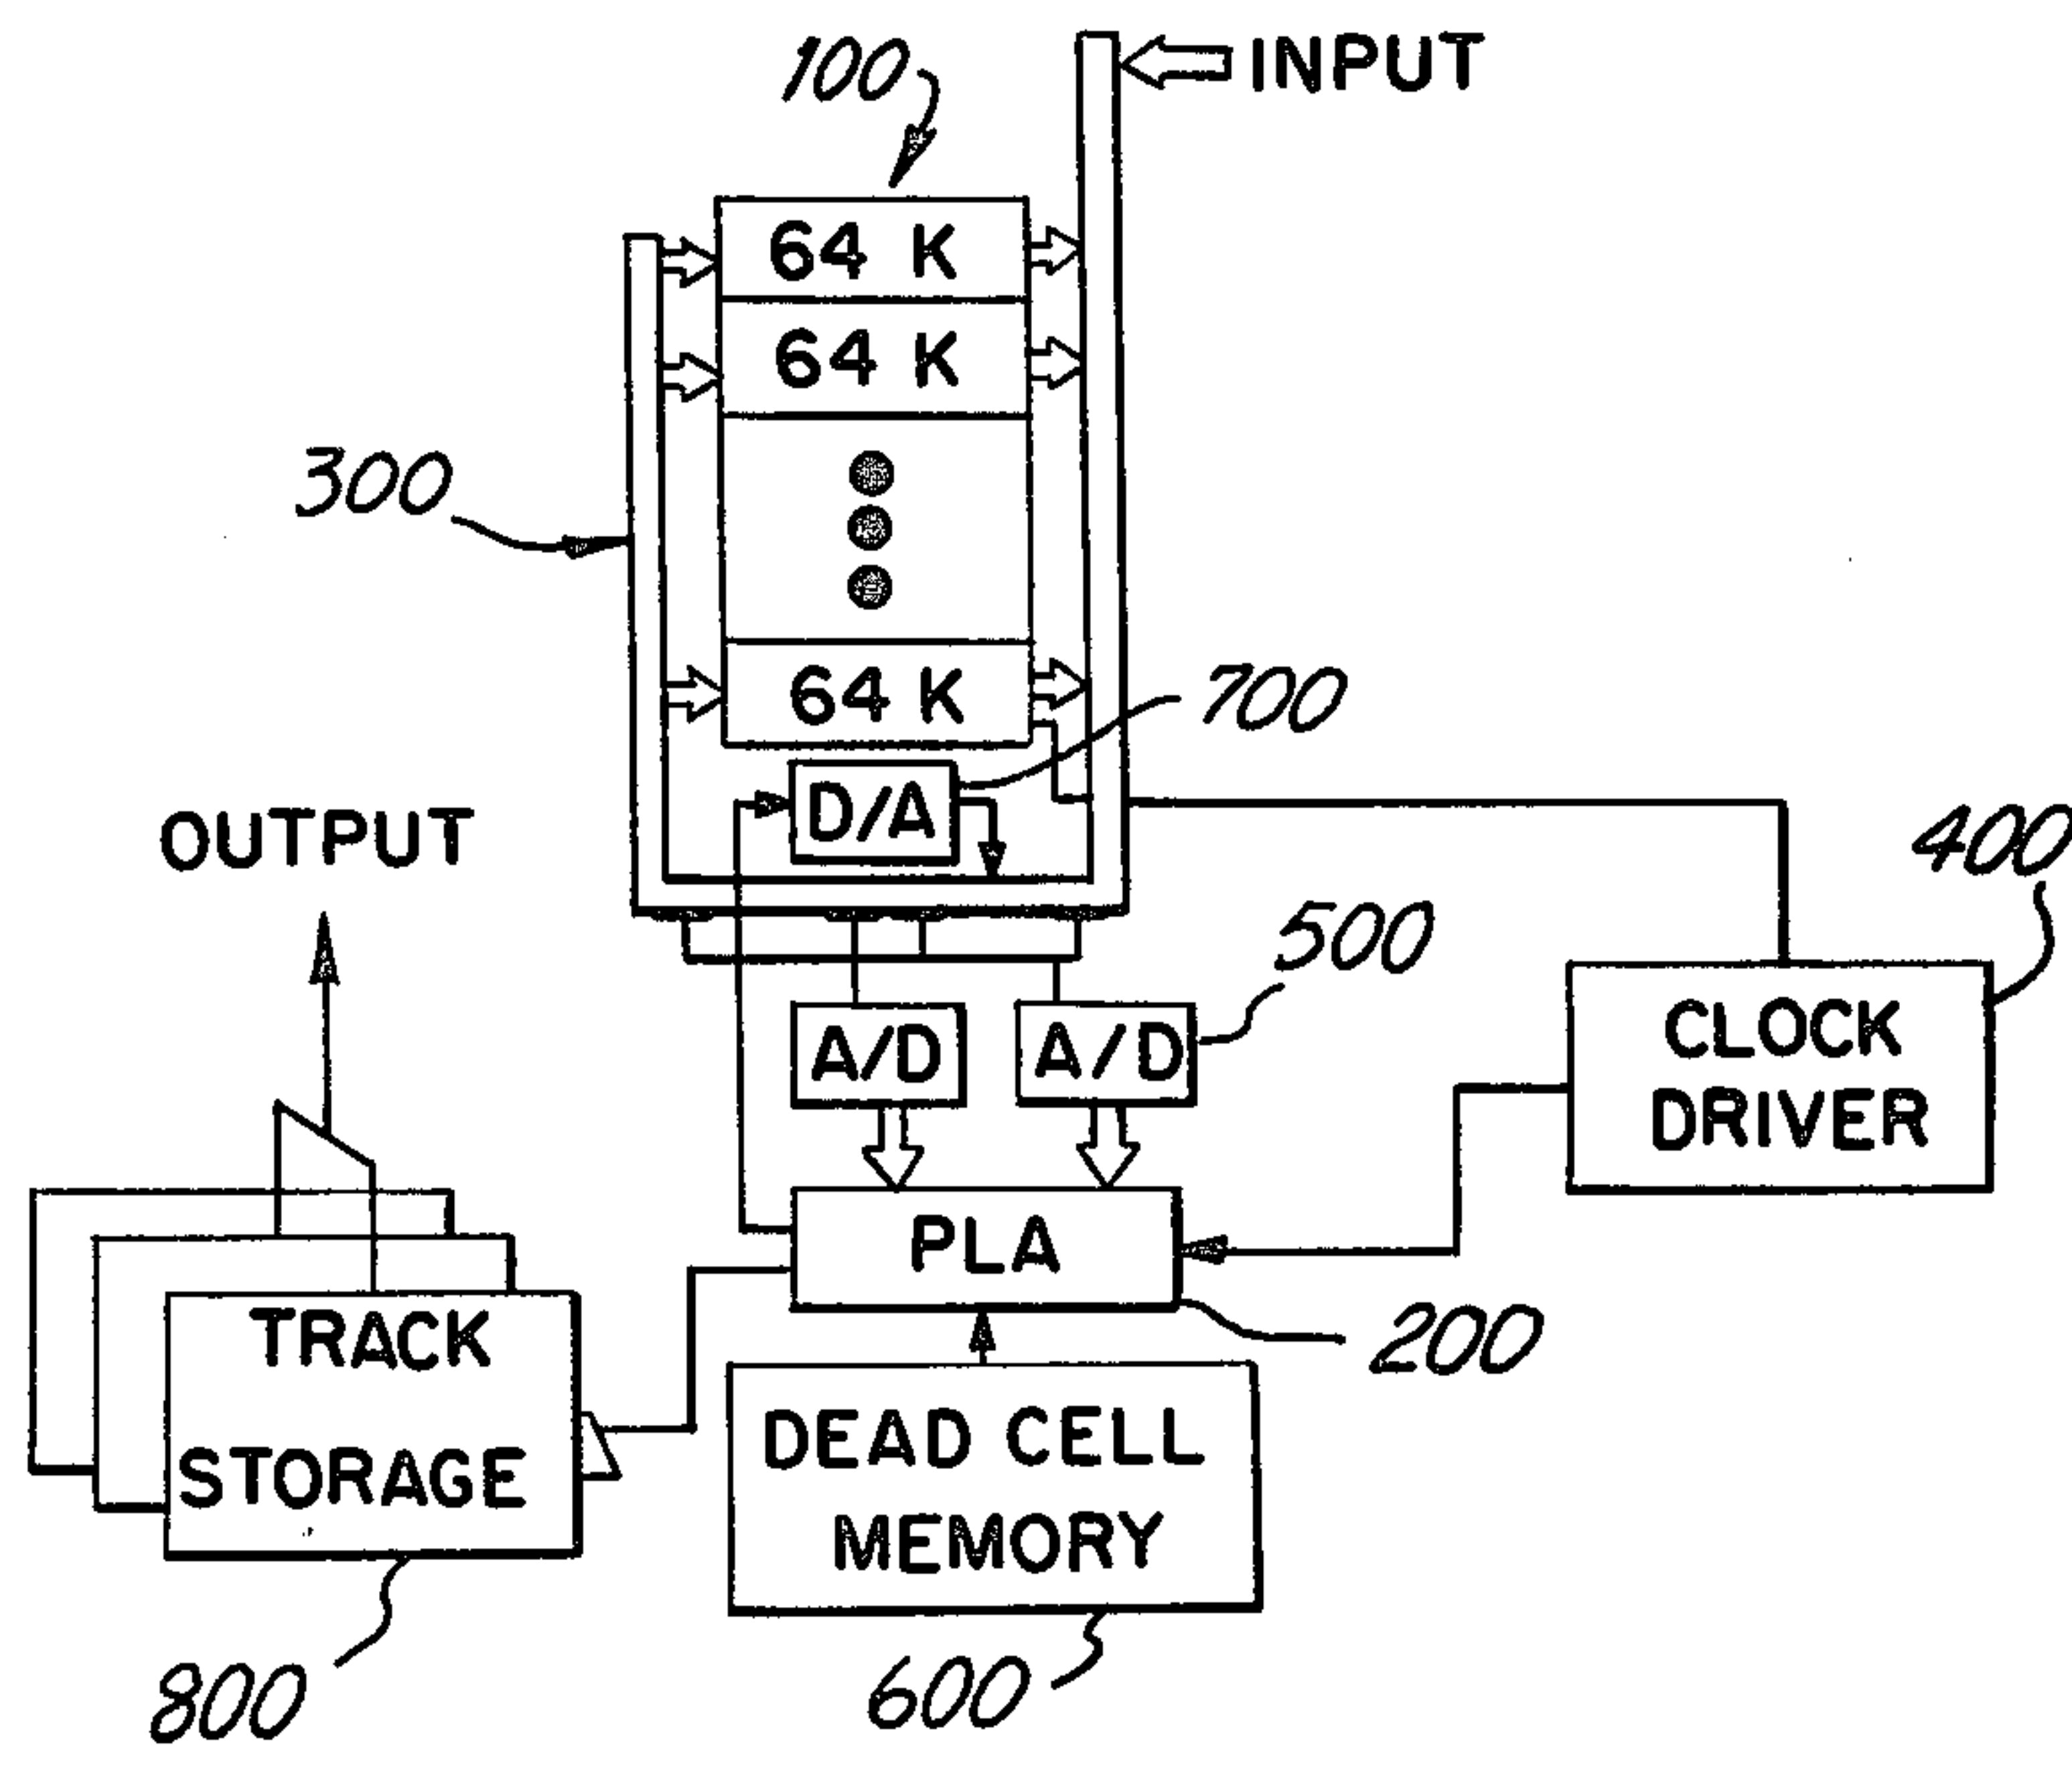 100
INPUT
64 K
64 K
300
64 K
700
D/A
OUTPUT
400
500
A/D
A/D
CLOCK
DRIVER
PLA
200
TRACK
STORAGE
DEAD CELL
MEMORY
600
800